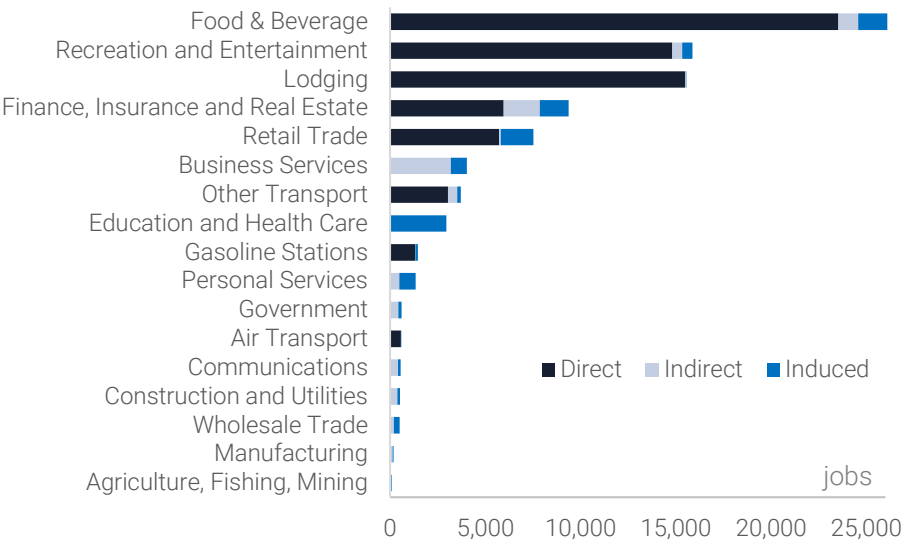 Food & Beverage
Recreation and Entertainment
Lodging
Finance, Insurance and Real Estate
Retail Trade
Business Services
Other Transport
Education and Health Care
Gasoline Stations
Personal Services
Government
Air Transport
Communications
Direct Indirect Induced
Construction and Utilities
Wholesale Trade
Manufacturing
Agriculture, Fishing, Mining
jobs
0 5,000 10,000 15,000 20,000 25,000